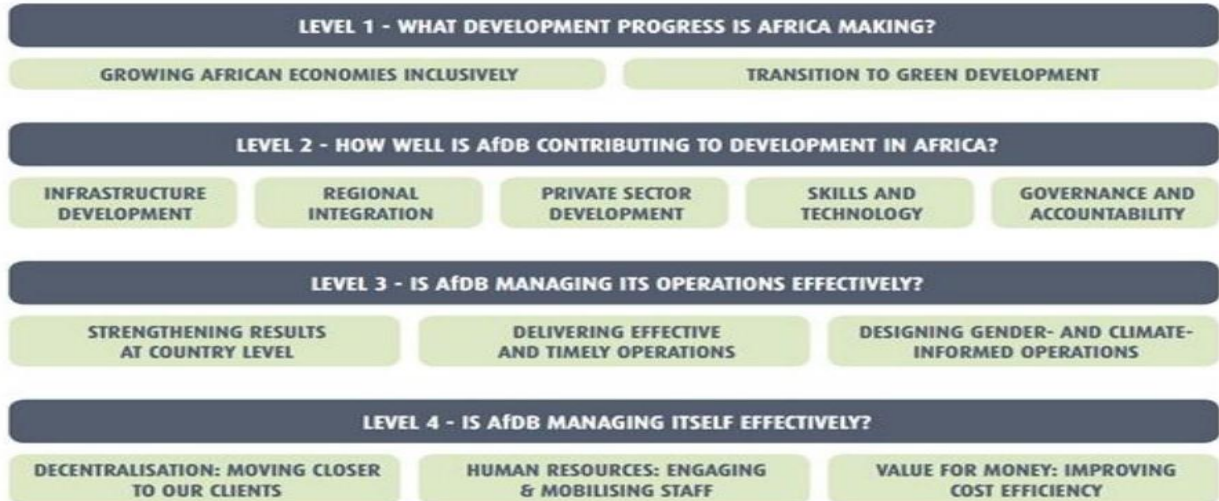 LEVEL 1 - WHAT DEVELOPMENT PROGRESS IS AFRICA MAKING?
GROWING AFRICAN ECONOMIES INCLUSIVELY
TRANSITION TO GREEN DEVELOPMENT
LEVEL 2 - HOW WELL IS AfDB CONTRIBUTING TO DEVELOPMENT IN AFRICA?
INFRASTRUCTURE
DEVELOPMENT
REGIONAL
INTEGRATION
PRIVATE SECTOR
DEVELOPMENT
SKILLS AND
TECHNOLOGY
GOVERNANCE AND
ACCOUNTABILITY
LEVEL 3 - IS AfDB MANAGING ITS OPERATIONS EFFECTIVELY?
STRENGTHENING RESULTS
AT COUNTRY LEVEL
DELIVERING EFFECTIVE
AND TIMELY OPERATIONS
DESIGNING GENDER- AND CLIMATE-
INFORMED OPERATIONS
LEVEL 4 - IS AfDB MANAGING ITSELF EFFECTIVELY?
DECENTRALISATION: MOVING CLOSER
TO OUR CLIENTS
HUMAN RESOURCES: ENGAGING
& MOBILISING STAFF
VALUE FOR MONEY: IMPROVING
COST EFFICIENCY